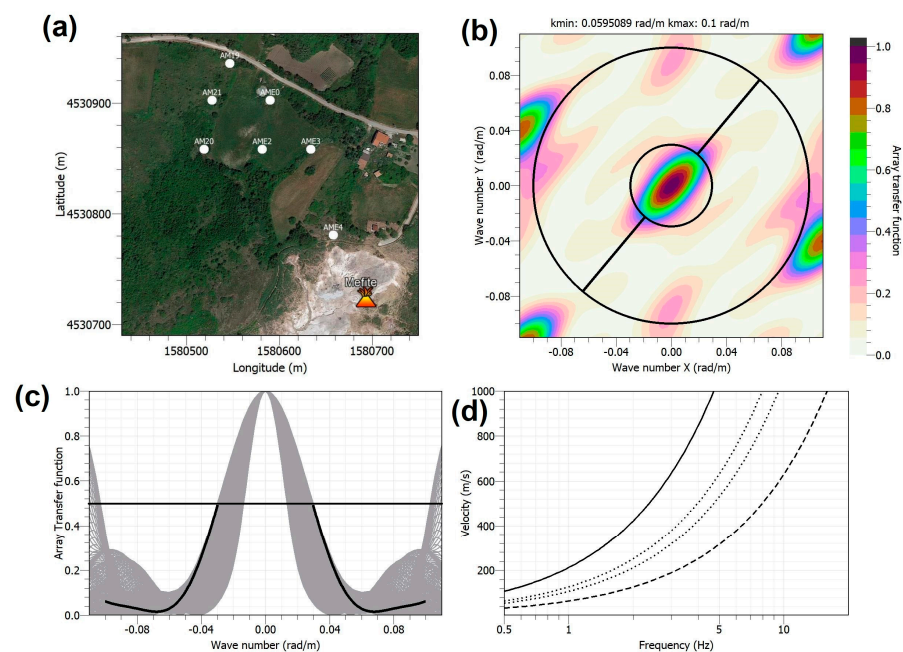 (a)
AM19
AM21
AME0
AM20
AME2
AME3
AME4
Mefite
4530900
4530800
4530700
Latitude (m)
1580500
1580600
1580700
Longitude (m)
(b)
kmin: 0.0595089 rad/m kmax: 0.1 rad/m
0.08
0.04
0.00
-0.04
-0.08
Wave number Y (rad/m)
-0.08
-0.04
0.00
0.04
0.08
Wave number X (rad/m)
1.0
0.8
0.6
0.4
0.2
0.0
Array transfer function
(c)
1.0
0.8
0.6
0.4
0.2
0.0
Array Transfer function
-0.08
-0.04
0.00
0.04
0.08
Wave number (rad/m)
(d)
1000
800
600
400
200
Velocity (m/s)
0.5
1
5
10
Frequency (Hz)